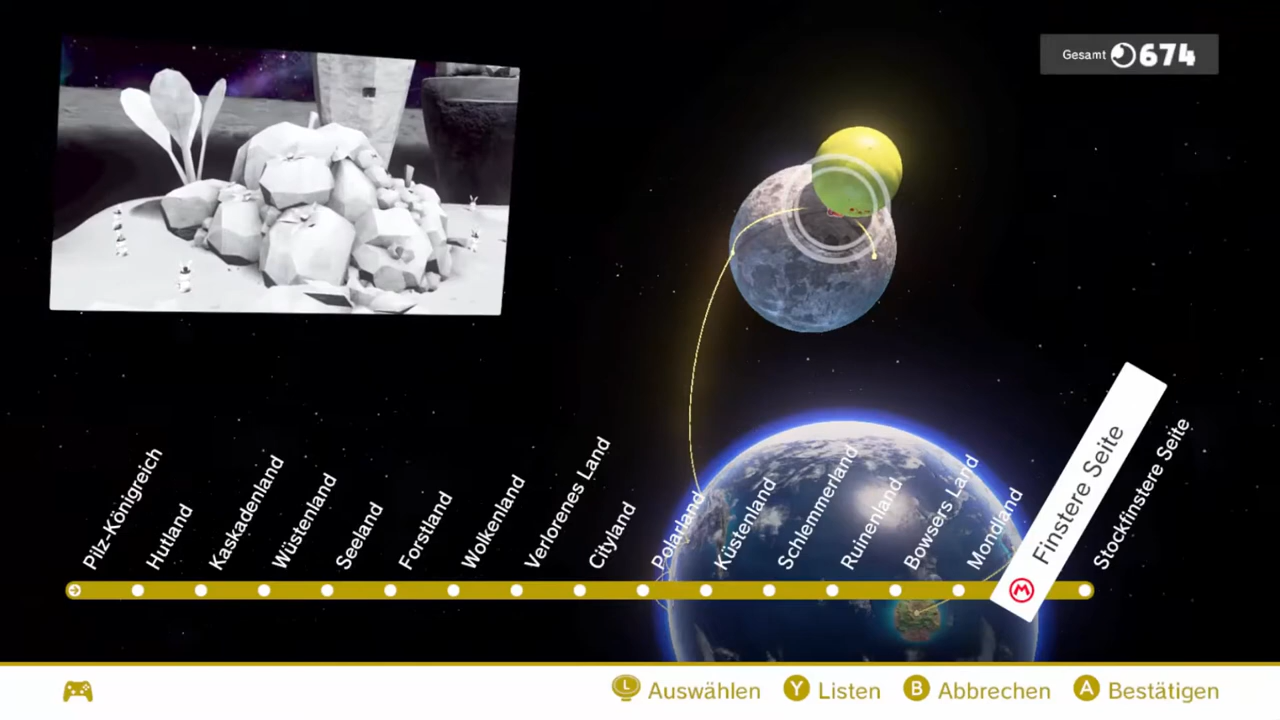 Gesamt 674
Pilz-Königreich
Hutland
Kaskadenland
Wüstenland
Seeland
Forstland
Wolkenland
Verlorenes Land
Cityland
Polarland
Küstenland
Schlemmerland
Ruinenland
Bowsers Land
Mondland
Finstere Seite
Stockfinstere Seite
L Auswählen Y Listen B Abbrechen A Bestätigen